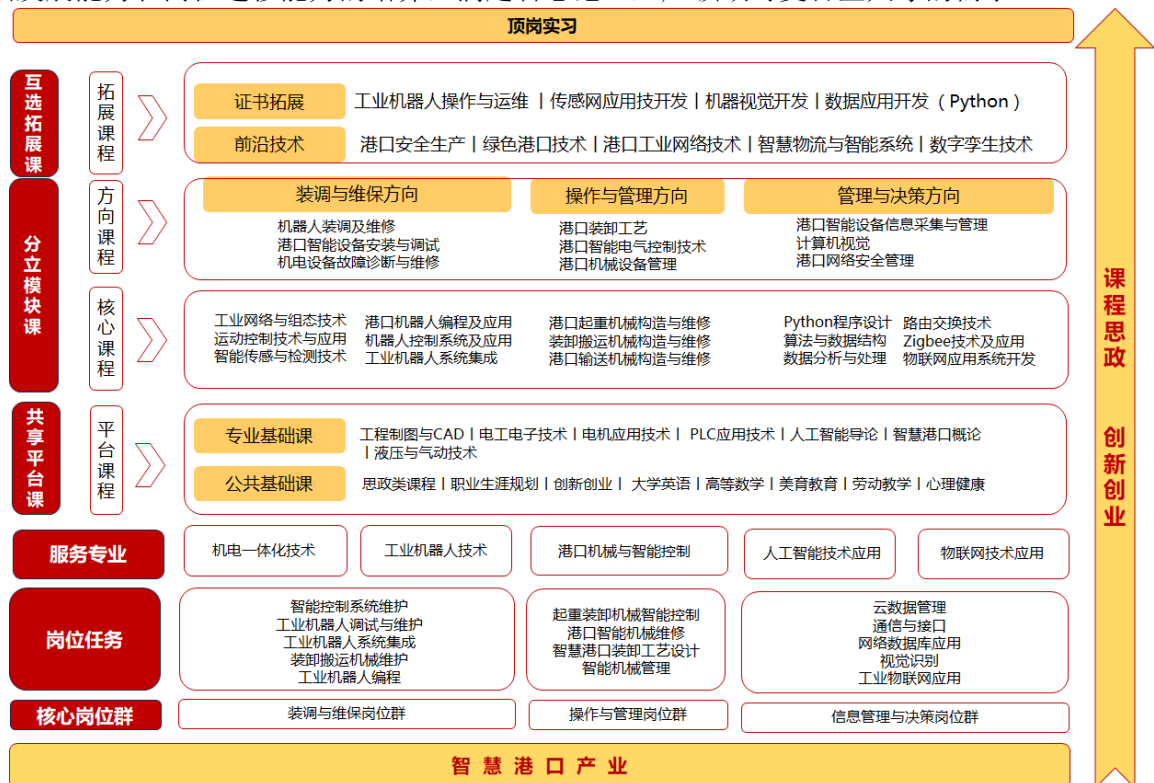 顶岗实习
互选拓展课
拓展课程
证书拓展
工业机器人操作与运维 | 传感网应用技开发 | 机器视觉开发 | 数据应用开发（Python）
前沿技术
港口安全生产 | 绿色港口技术 | 港口工业网络技术 | 智慧物流与智能系统 | 数字孪生技术
分立模块课
方向课程
装调与维保方向
机器人装调及维修
港口智能设备安装与调试
机电设备故障诊断与维修
操作与管理方向
港口装卸工艺
港口智能电气控制技术
港口机械设备管理
管理与决策方向
港口智能设备信息采集与管理
计算机视觉
港口网络安全管理
核心课程
工业网络与组态技术
运动控制技术与应用
智能传感与检测技术
港口机器人编程及应用
机器人控制系统及应用
工业机器人系统集成
港口起重机械构造与维修
装卸搬运机械构造与维修
港口输送机械构造与维修
Python程序设计
算法与数据结构
数据分析与处理
路由交换技术
Zigbee技术及应用
物联网应用系统开发
共享平台课
平台课程
专业基础课
工程制图与CAD | 电工电子技术 | 电机应用技术 | PLC应用技术 | 人工智能导论 | 智慧港口概论
| 液压与气动技术
公共基础课
思政类课程 | 职业生涯规划 | 创新创业 | 大学英语 | 高等数学 | 美育教育 | 劳动教学 | 心理健康
服务专业
机电一体化技术
工业机器人技术
港口机械与智能控制
人工智能技术应用
物联网技术应用
岗位任务
智能控制系统维护
工业机器人调试与维护
工业机器人系统集成
装卸搬运机械维护
工业机器人编程
起重装卸机械智能控制
港口智能机械维修
智慧港口装卸工艺设计
智能机械管理
云数据管理
通信与接口
网络数据库应用
视觉识别
工业物联网应用
核心岗位群
装调与维保岗位群
操作与管理岗位群
信息管理与决策岗位群
智慧港口产业
课程思政
创新创业